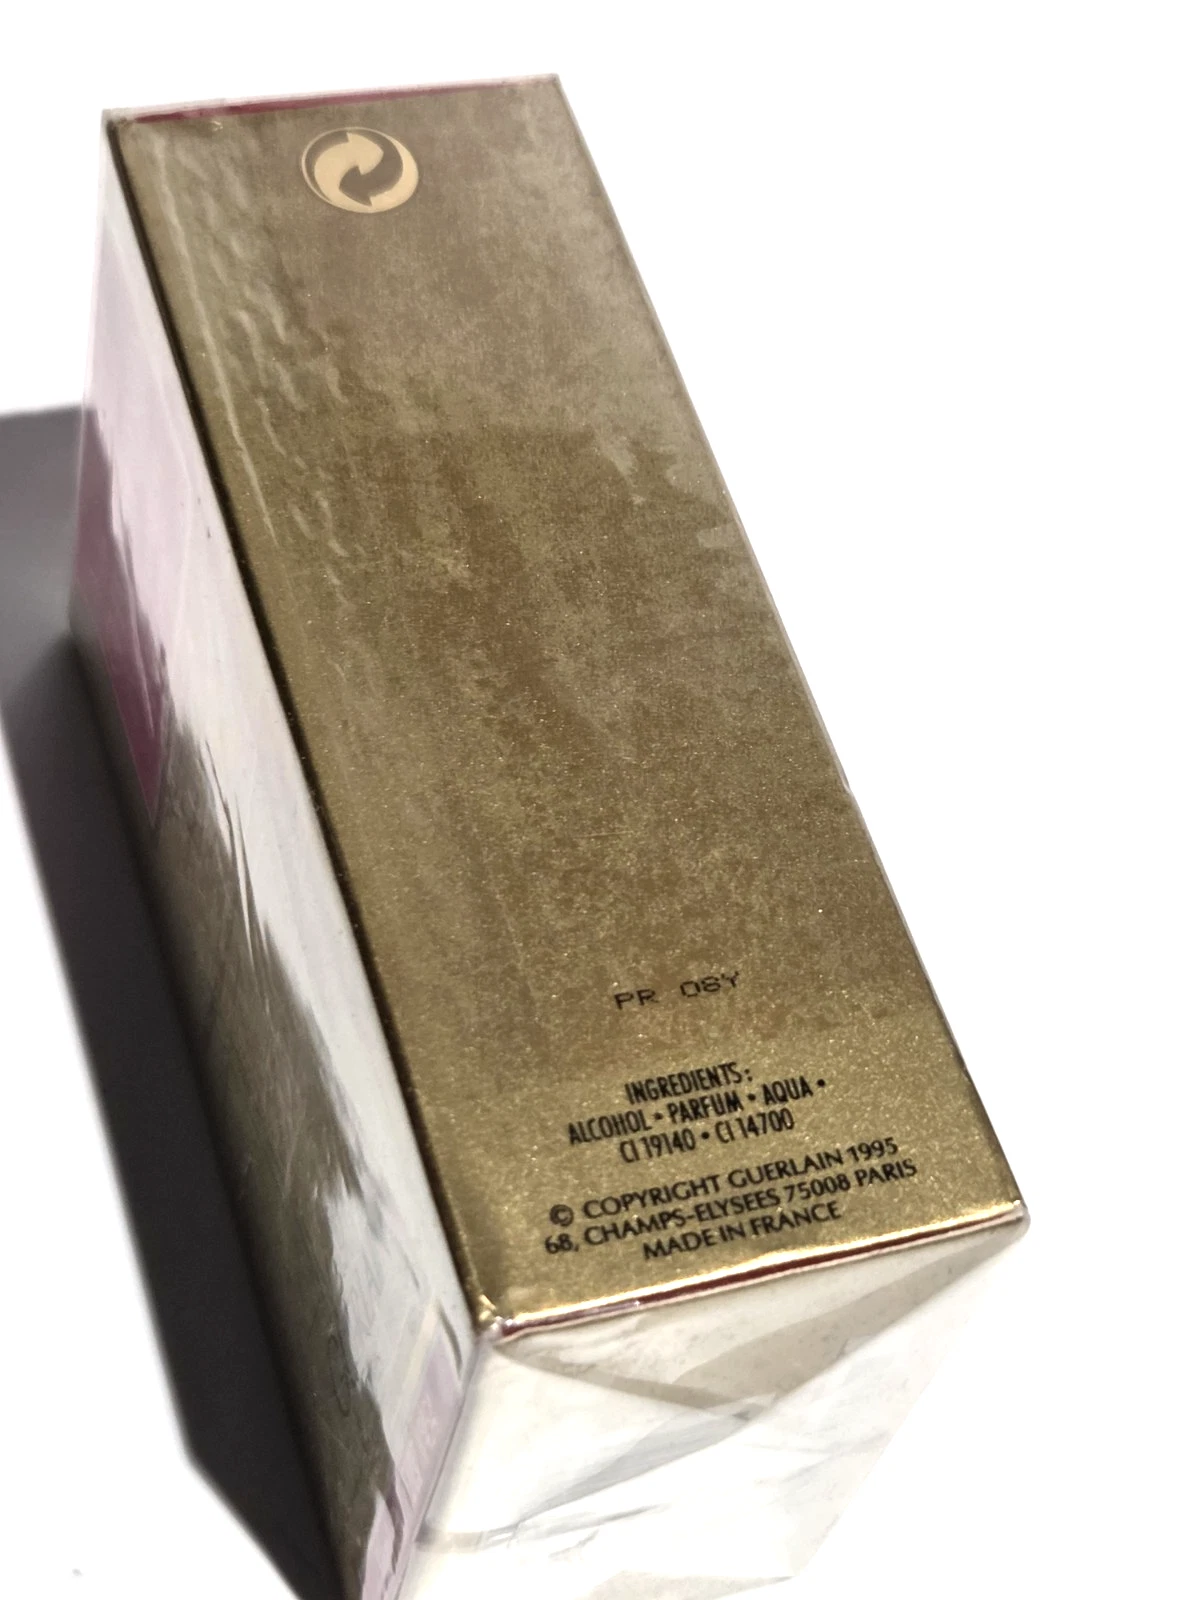 PR 08Y
INGREDIENTS:
ALCOHOL • PARFUM • AQUA •
CI 19140 • CI 14700
© COPYRIGHT GUERLAIN 1995
68, CHAMPS-ELYSEES 75008 PARIS
MADE IN FRANCE